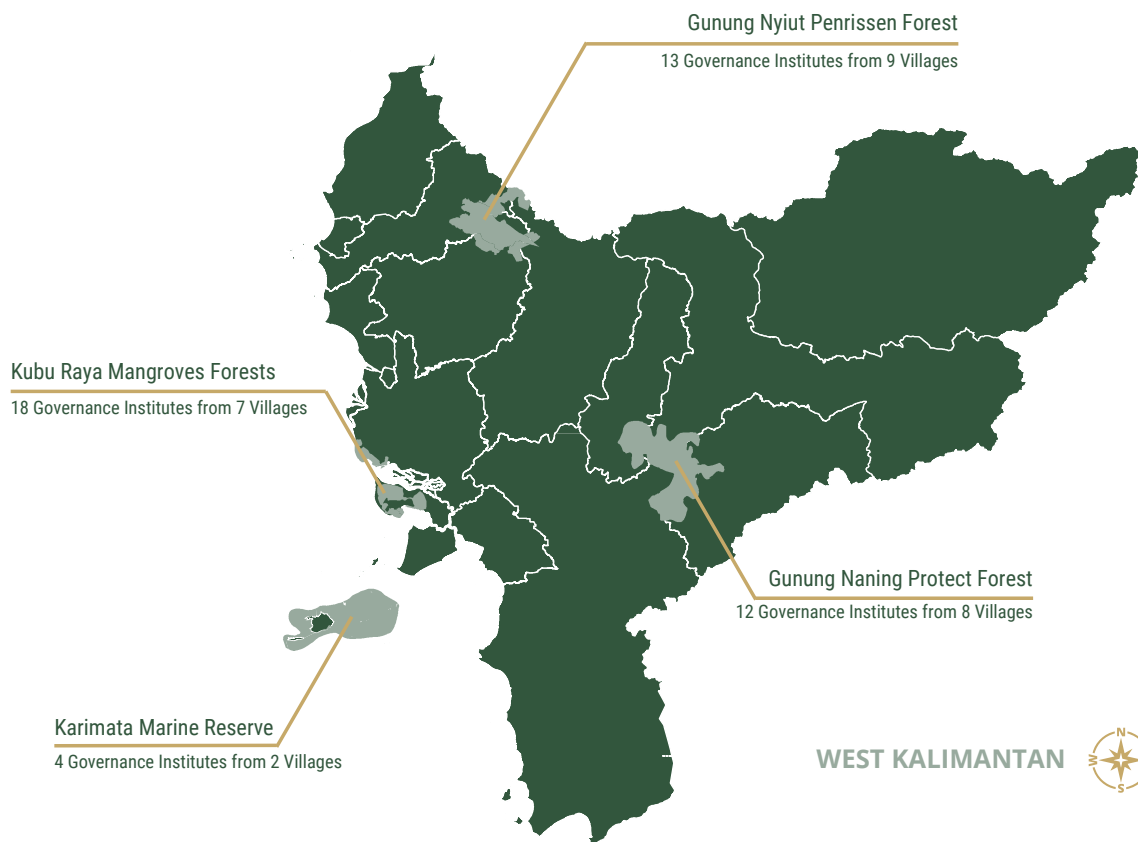 Gunung Nyiut Penrissen Forest
13 Governance Institutes from 9 Villages
Kubu Raya Mangroves Forests
18 Governance Institutes from 7 Villages
Gunung Naning Protect Forest
12 Governance Institutes from 8 Villages
Karimata Marine Reserve
4 Governance Institutes from 2 Villages
WEST KALIMANTAN
N
W
S